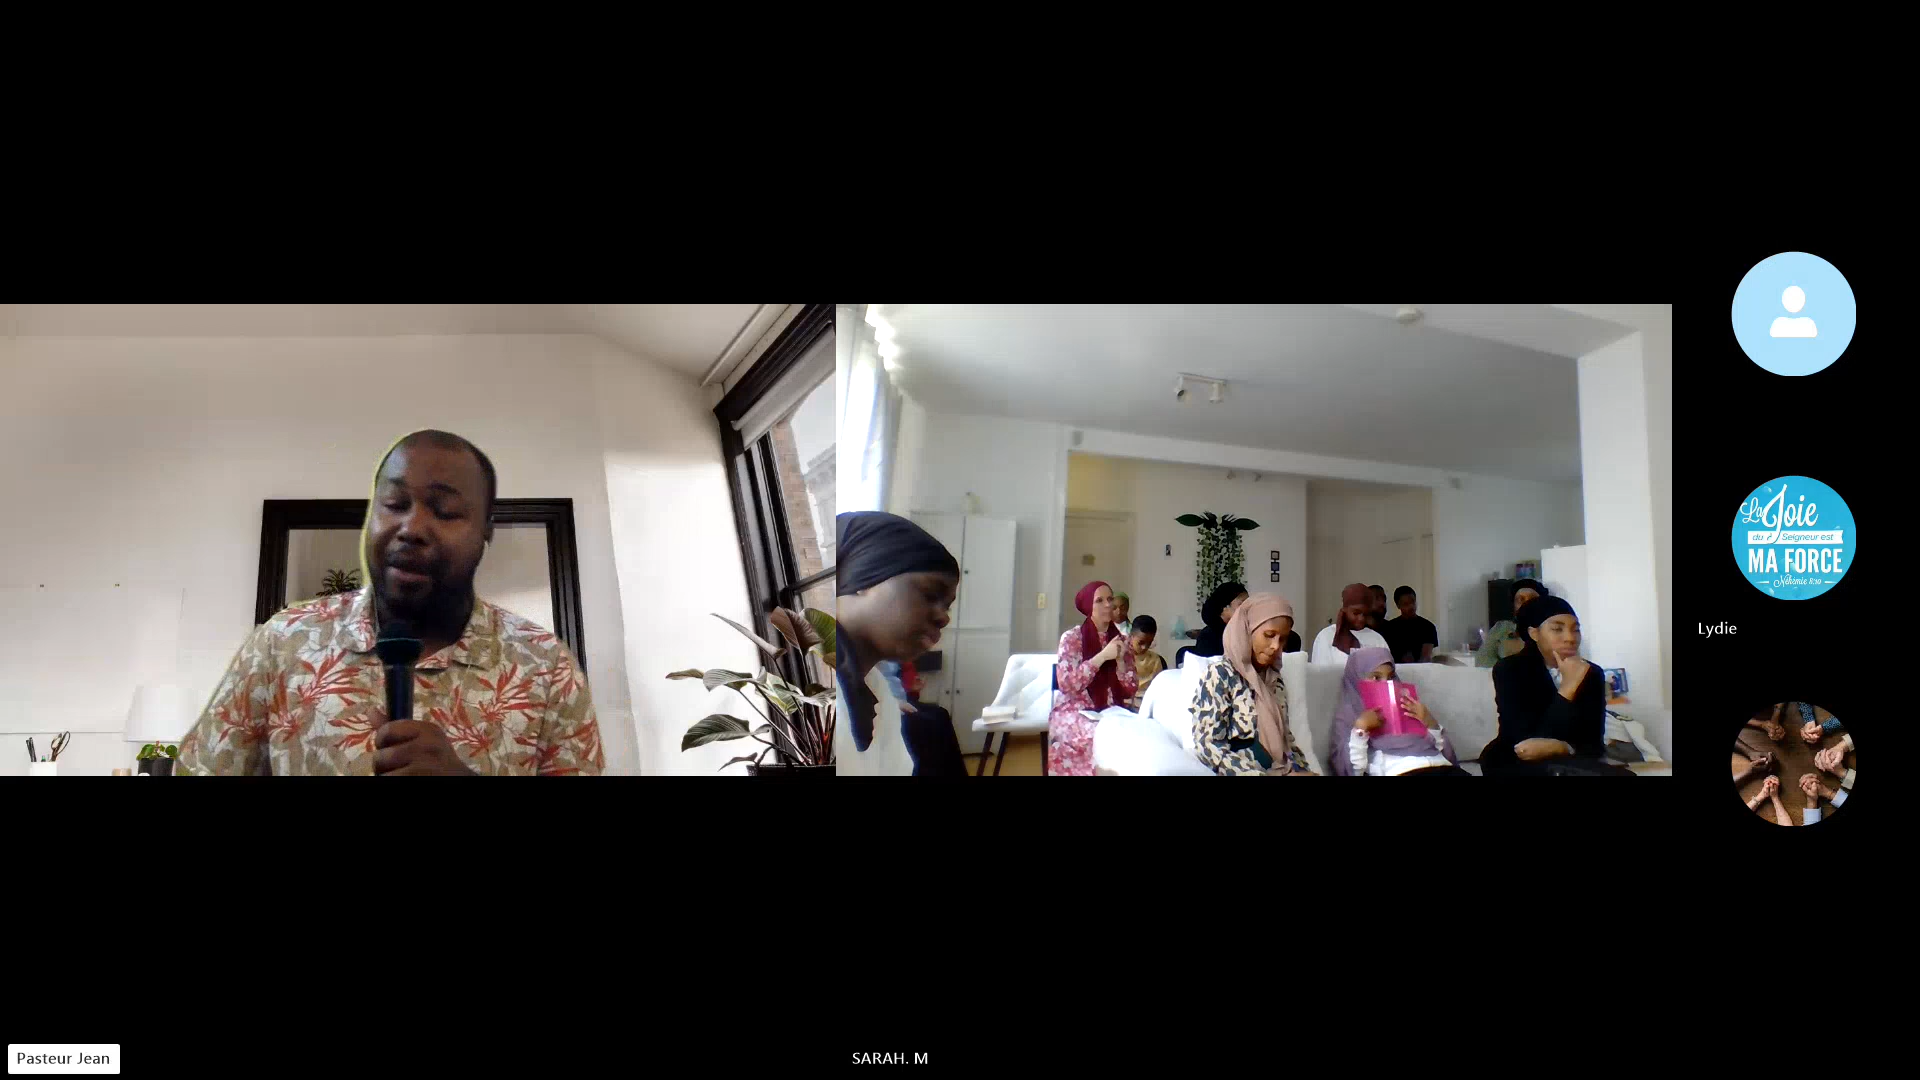 La Joie
du Seigneur est
MA FORCE
Néhémie 8:10
Lydie
Pasteur Jean
SARAH. M